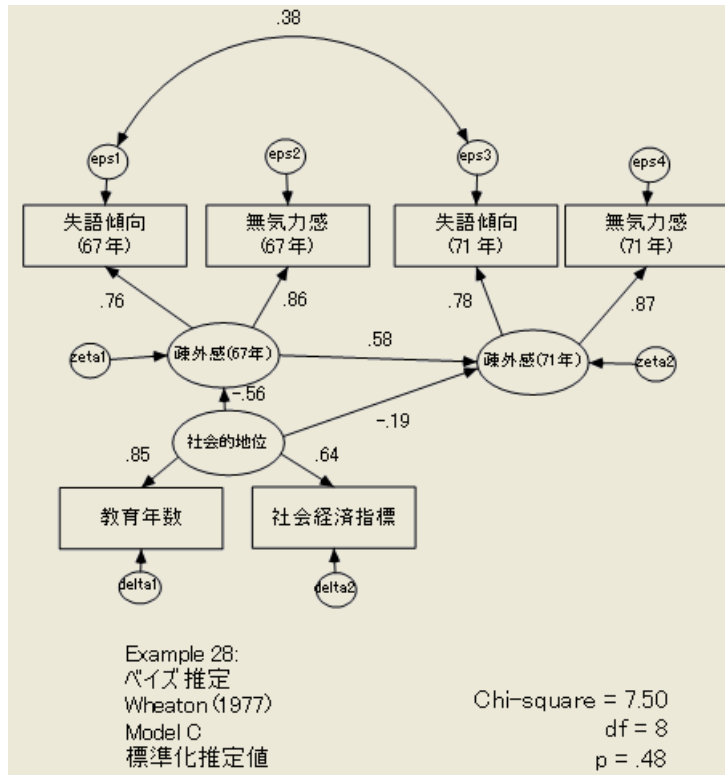 .38
eps1
eps2
eps3
eps4
失語傾向
(67年)
無気力感
(67年)
失語傾向
(71年)
無気力感
(71年)
.76
.86
.78
.87
zeta1
疎外感(67年)
.58
疎外感(71年)
zeta2
-.56
-.19
社会的地位
.85
.64
教育年数
社会経済指標
delta1
delta2
Example 28:
ベイズ推定
Wheaton (1977)
Model C
標準化推定値
Chi-square = 7.50
df = 8
p = .48